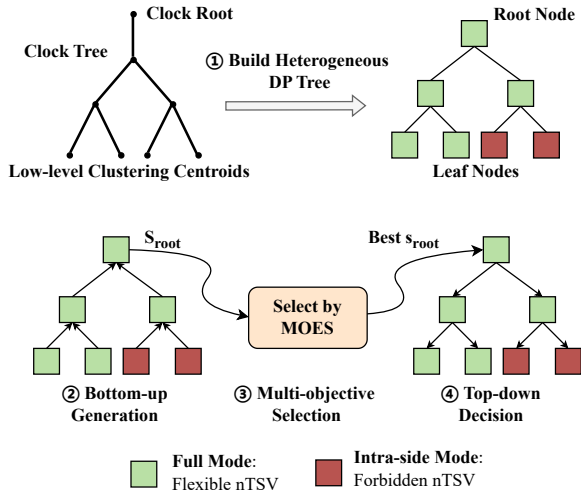 Clock Root
Clock Tree
① Build Heterogeneous
DP Tree
Root Node
Low-level Clustering Centroids
Leaf Nodes
S_root
Best s_root
Select by
MOES
② Bottom-up
Generation
③ Multi-objective
Selection
④ Top-down
Decision
Full Mode:
Flexible nTSV
Intra-side Mode:
Forbidden nTSV